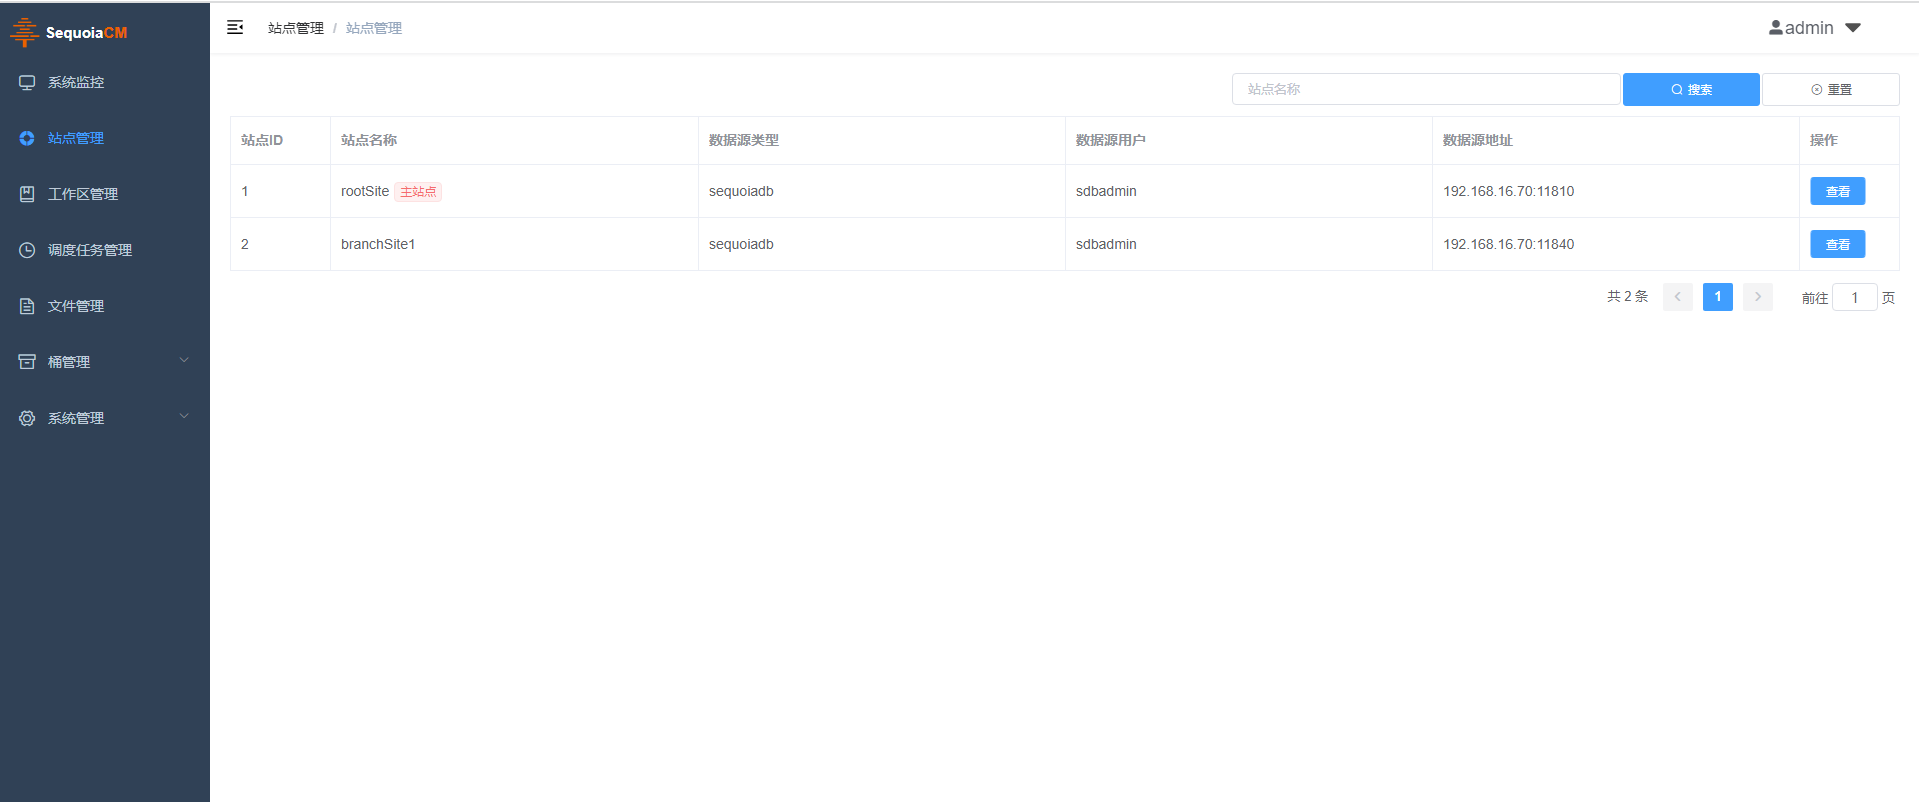 SequoiaCM
系统监控
站点管理
工作区管理
调度任务管理
文件管理
桶管理
系统管理
站点管理 / 站点管理
admin
站点名称 搜索 重置
站点ID 站点名称 数据源类型 数据源用户 数据源地址 操作
1 rootSite 主站点 sequoiadb sdbadmin 192.168.16.70:11810 查看
2 branchSite1 sequoiadb sdbadmin 192.168.16.70:11840 查看
共 2 条 1 前往 1 页